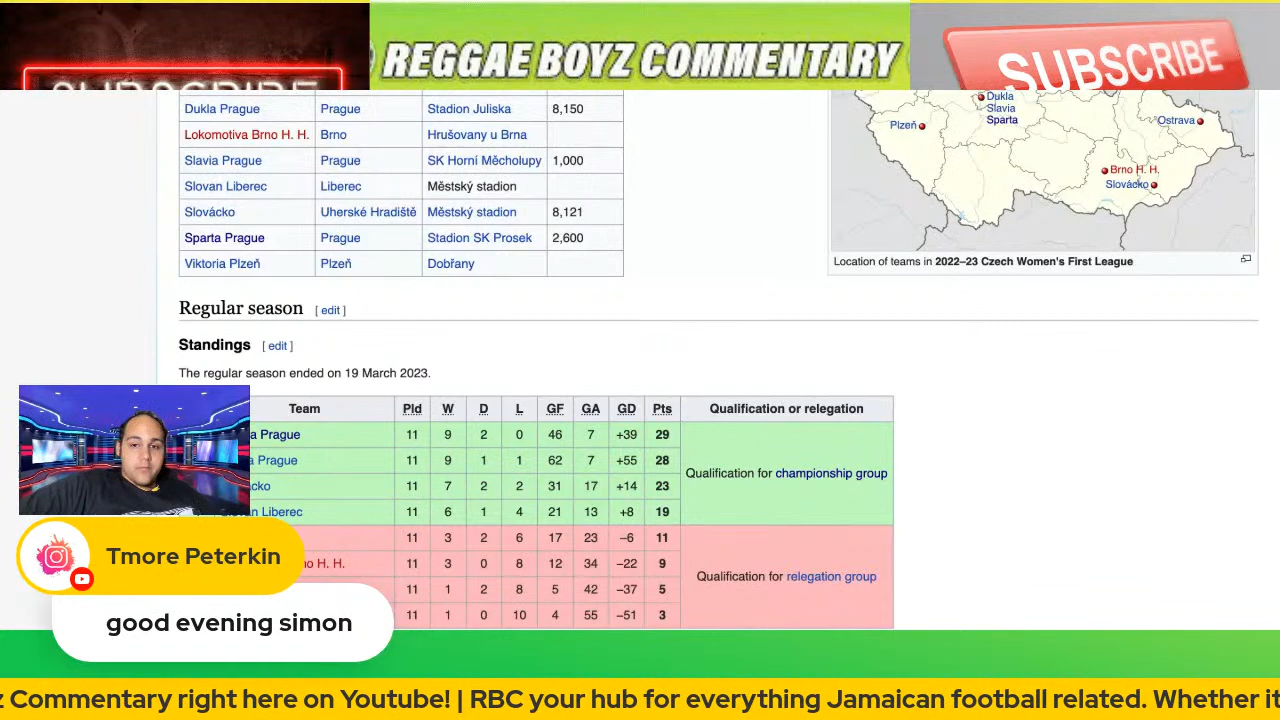 SUBSCRIBE
REGGAE BOYZ COMMENTARY
SUBSCRIBE
Dukla Prague Prague Stadion Juliska 8,150
Lokomotiva Brno H. H. Brno Hrušovany u Brna
Slavia Prague Prague SK Horní Měcholupy 1,000
Slovan Liberec Liberec Městský stadion
Slovácko Uherské Hradiště Městský stadion 8,121
Sparta Prague Prague Stadion SK Prosek 2,600
Viktoria Plzeň Plzeň Dobřany
Dukla
Slavia
Sparta
Plzeň
Ostrava
Brno H. H.
Slovácko
Location of teams in 2022–23 Czech Women's First League
Regular season [ edit ]
Standings [ edit ]
The regular season ended on 19 March 2023.
Team Pld W D L GF GA GD Pts Qualification or relegation
a Prague 11 9 2 0 46 7 +39 29
a Prague 11 9 1 1 62 7 +55 28
Qualification for championship group
cko 11 7 2 2 31 17 +14 23
Liberec 11 6 1 4 21 13 +8 19
11 3 2 6 17 23 −6 11
no H. H. 11 3 0 8 12 34 −22 9
Qualification for relegation group
11 1 2 8 5 42 −37 5
11 1 0 10 4 55 −51 3
Tmore Peterkin
good evening simon
z Commentary right here on Youtube! | RBC your hub for everything Jamaican football related. Whether it